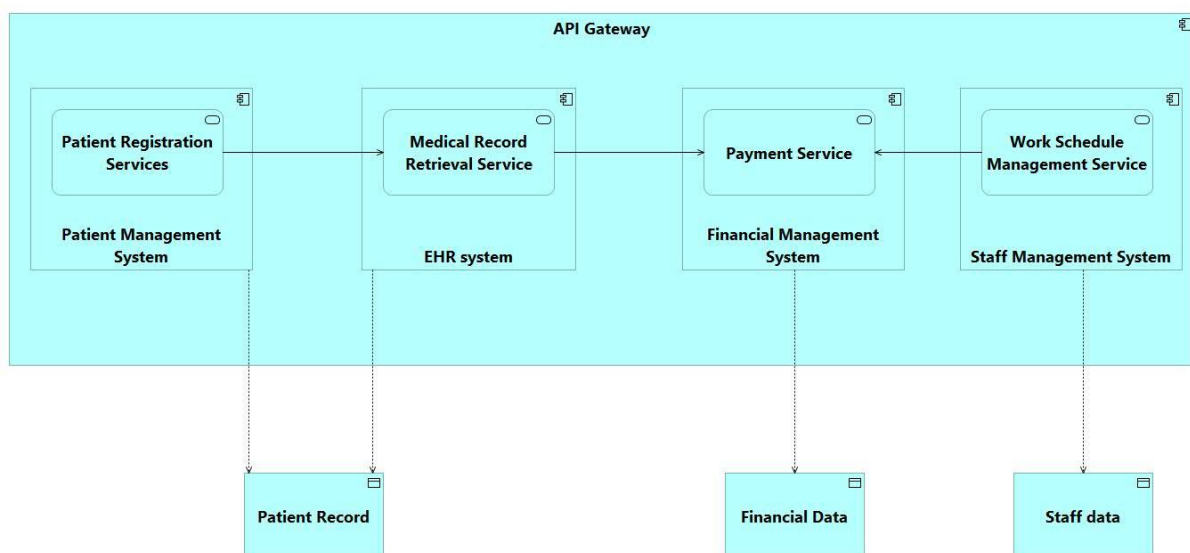 API Gateway
Patient Registration
Services
Medical Record
Retrieval Service
Payment Service
Work Schedule
Management Service
Patient Management
System
EHR system
Financial Management
System
Staff Management System
Patient Record
Financial Data
Staff data